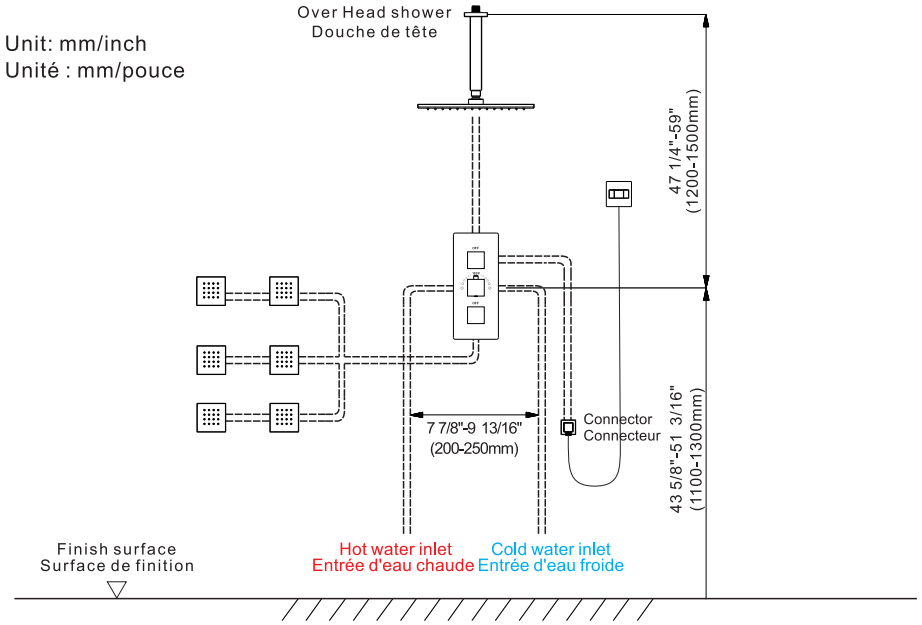 Over Head shower
Douche de tête
Unit: mm/inch
Unité : mm/pouce
47 1/4"-59"
(1200-1500mm)
OFF
OFF
Connector
Connecteur
7 7/8"-9 13/16"
(200-250mm)
43 5/8"-51 3/16"
(1100-1300mm)
Finish surface
Surface de finition
Hot water inlet
Entrée d'eau chaude
Cold water inlet
Entrée d'eau froide